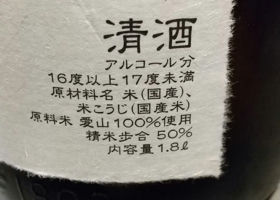 清酒
アルコール分
16度以上17度未満
原材料名 米(国産)、
米こうじ(国産米)
原料米 愛山100%使用
精米歩合 50%
内容量 1.8ℓ